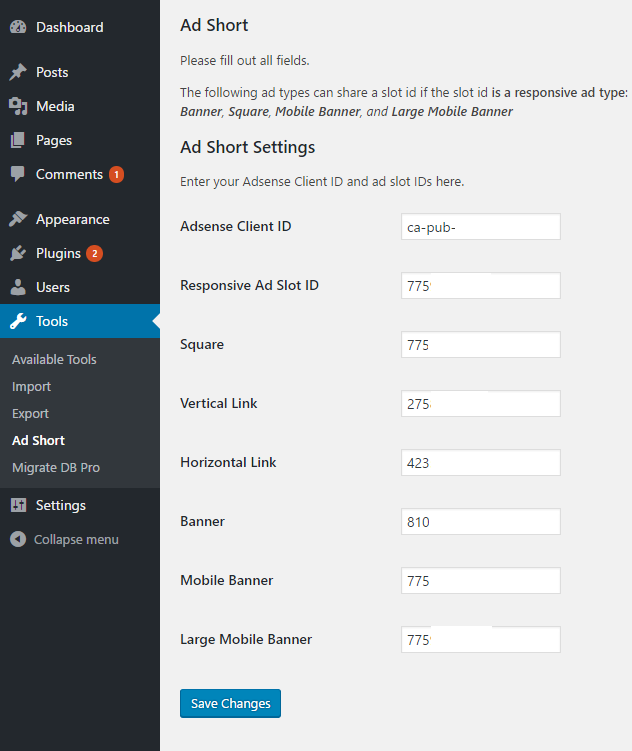 Dashboard
Posts
Media
Pages
Comments 1
Appearance
Plugins 2
Users
Tools
Available Tools
Import
Export
Ad Short
Migrate DB Pro
Settings
Collapse menu
Ad Short
Please fill out all fields.
The following ad types can share a slot id if the slot id is a responsive ad type:
Banner, Square, Mobile Banner, and Large Mobile Banner
Ad Short Settings
Enter your Adsense Client ID and ad slot IDs here.
Adsense Client ID ca-pub-
Responsive Ad Slot ID 775
Square 775
Vertical Link 275
Horizontal Link 423
Banner 810
Mobile Banner 775
Large Mobile Banner 775
Save Changes